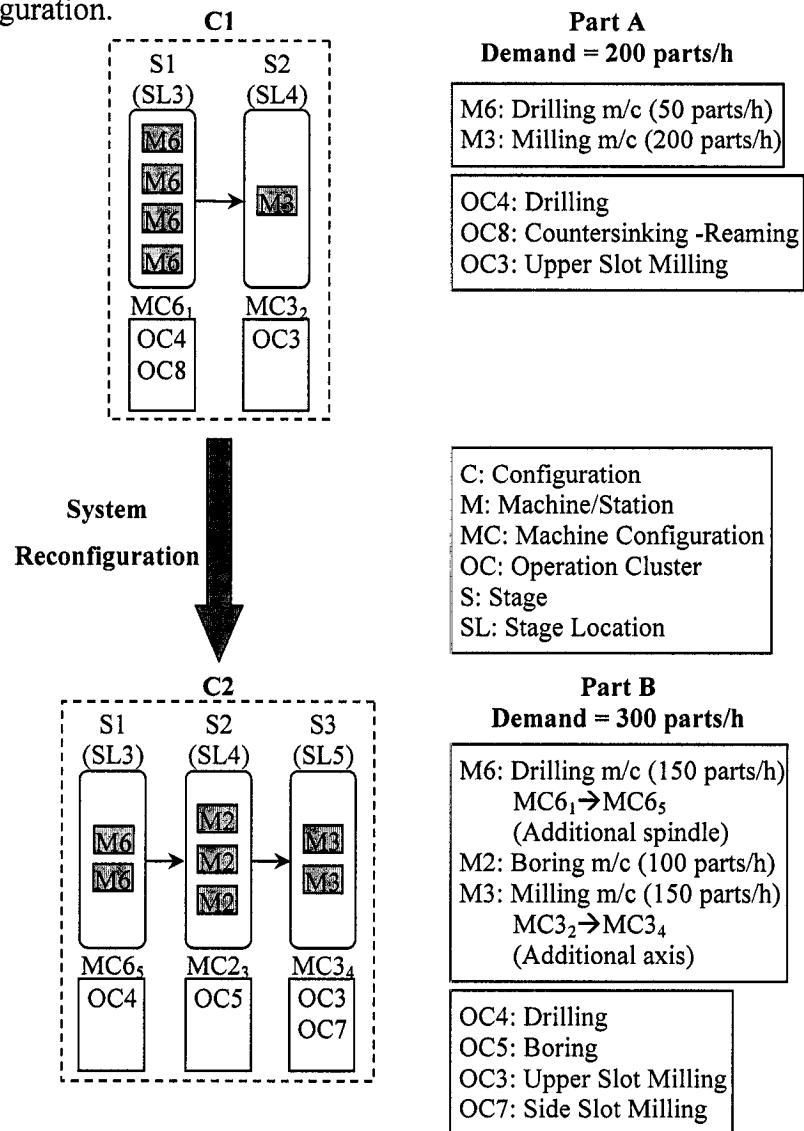 guration.
C1
S1
(SL3)
S2
(SL4)
M6
M6
M6
M6
M3
MC6₁
OC4
OC8
MC3₂
OC3
Part A
Demand = 200 parts/h
M6: Drilling m/c (50 parts/h)
M3: Milling m/c (200 parts/h)
OC4: Drilling
OC8: Countersinking -Reaming
OC3: Upper Slot Milling
System
Reconfiguration
C: Configuration
M: Machine/Station
MC: Machine Configuration
OC: Operation Cluster
S: Stage
SL: Stage Location
C2
S1
(SL3)
S2
(SL4)
S3
(SL5)
M6
M6
M2
M2
M2
M3
M3
MC6₅
OC4
MC2₃
OC5
MC3₄
OC3
OC7
Part B
Demand = 300 parts/h
M6: Drilling m/c (150 parts/h)
MC6₁→MC6₅
(Additional spindle)
M2: Boring m/c (100 parts/h)
M3: Milling m/c (150 parts/h)
MC3₂→MC3₄
(Additional axis)
OC4: Drilling
OC5: Boring
OC3: Upper Slot Milling
OC7: Side Slot Milling